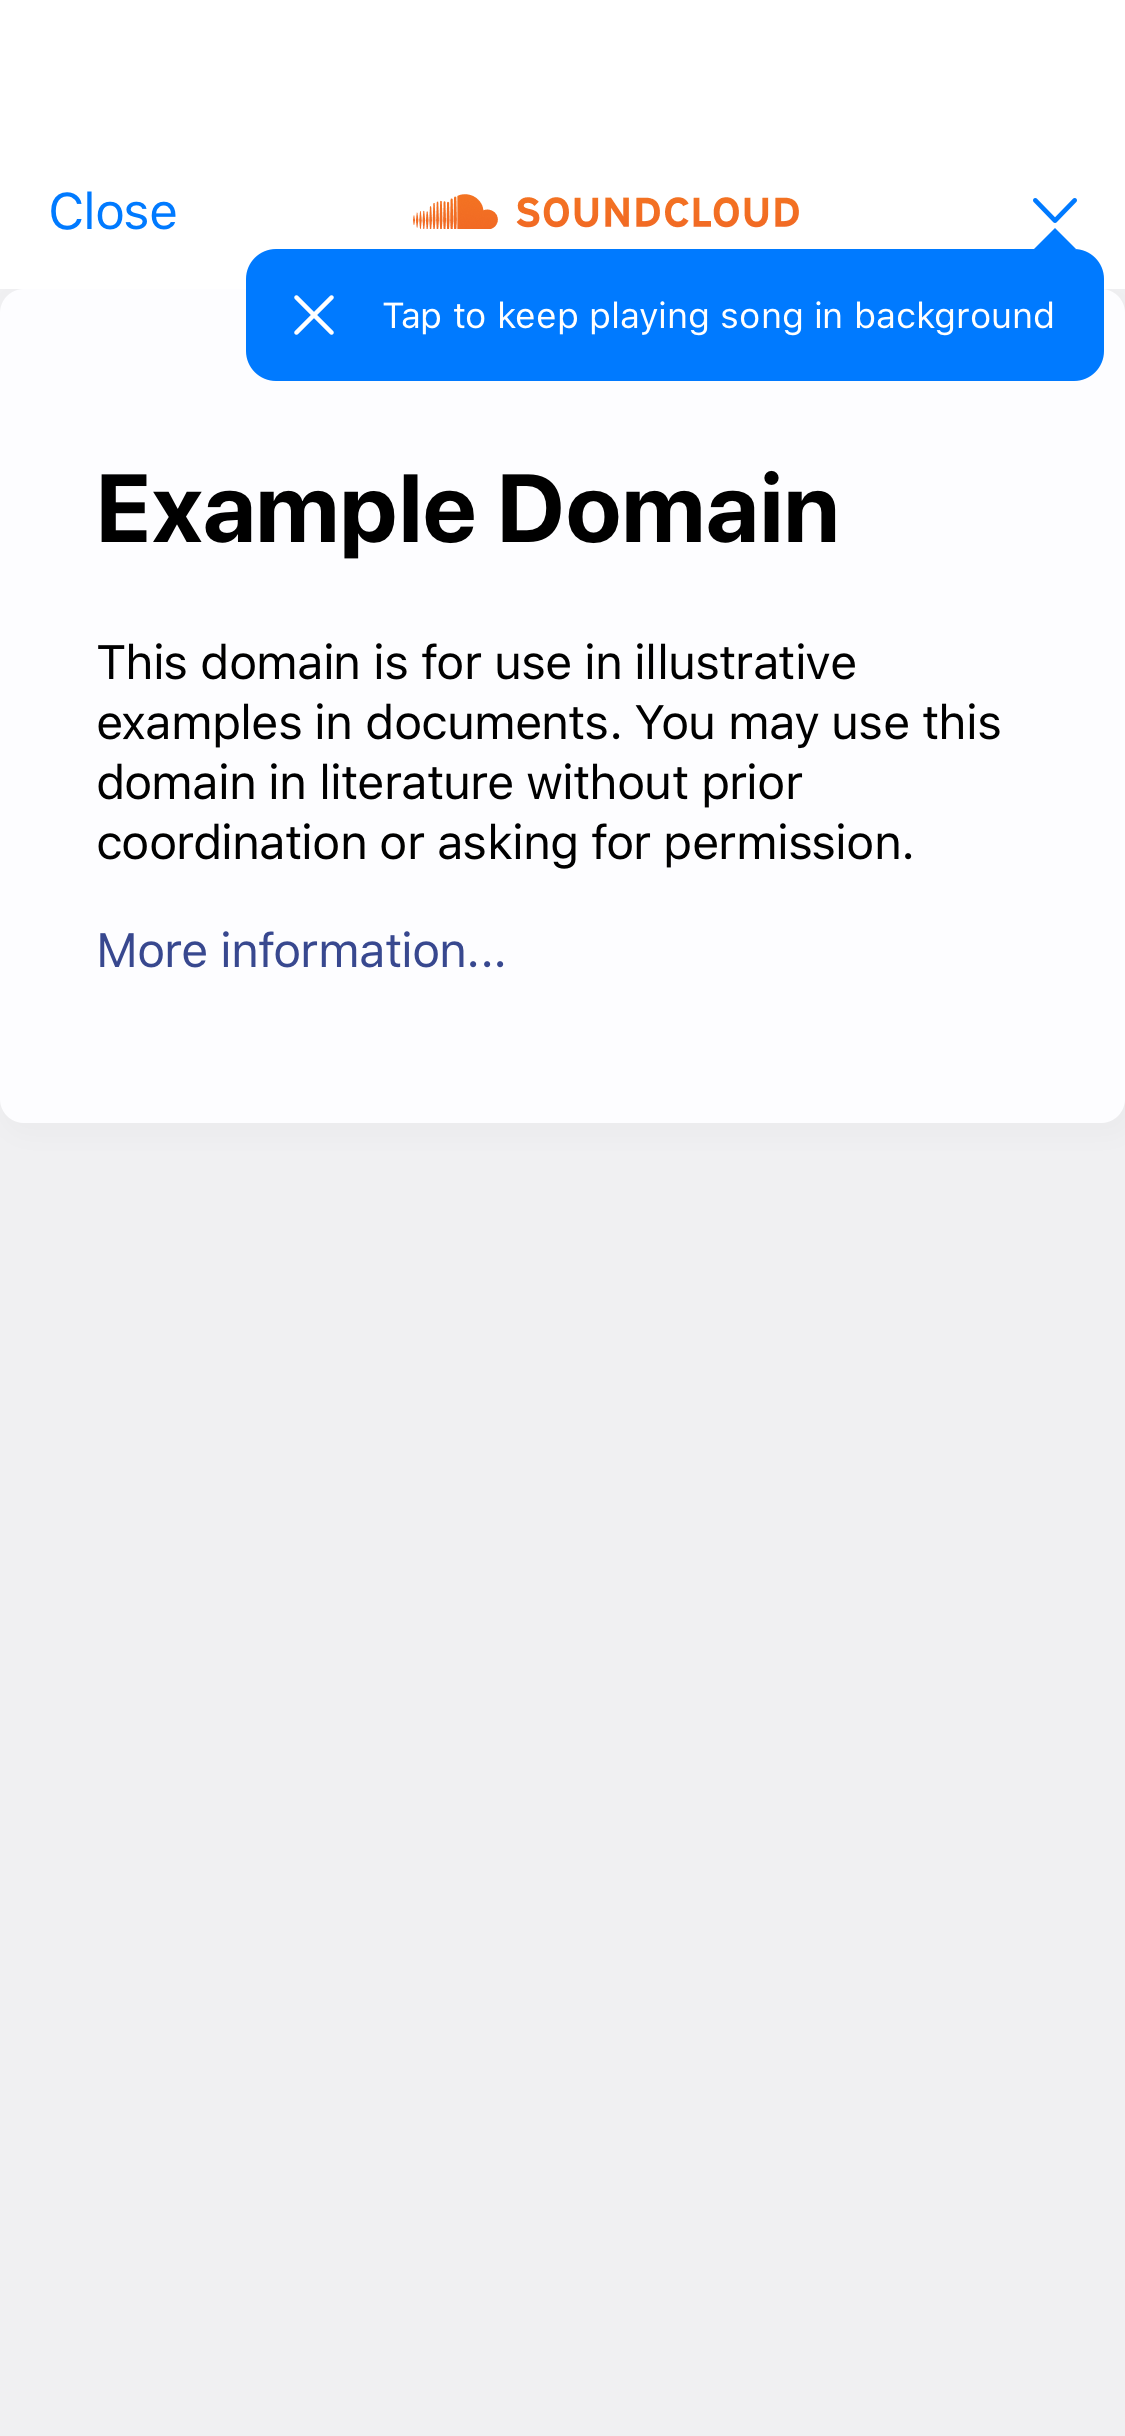 Close
SOUNDCLOUD
Tap to keep playing song in background
Example Domain
This domain is for use in illustrative
examples in documents. You may use this
domain in literature without prior
coordination or asking for permission.
More information...